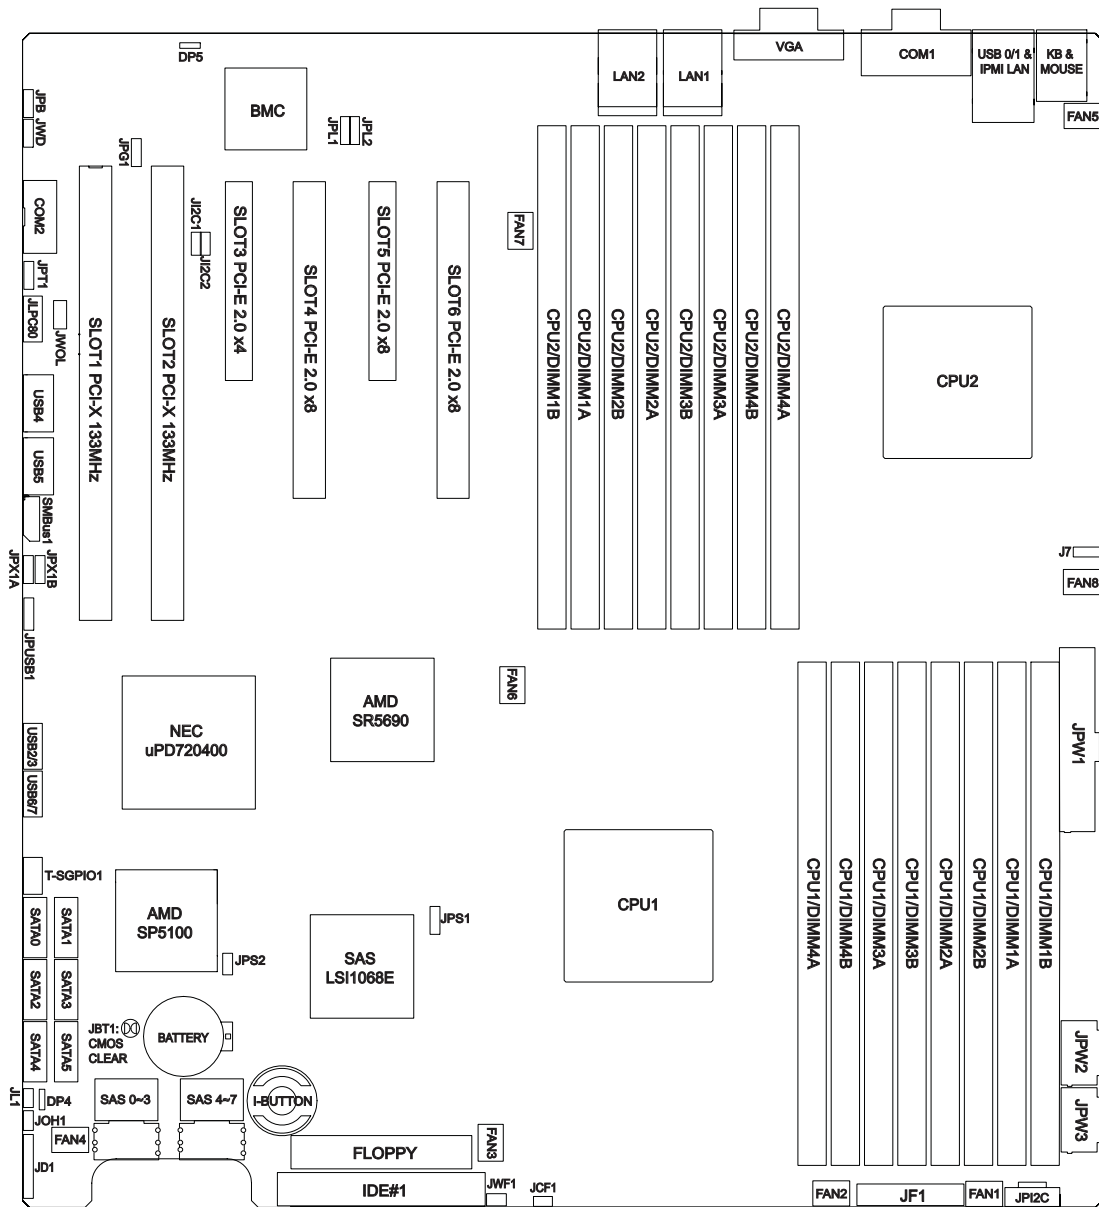 DP5
BMC
JPB
JWD
JPG1
JPL1
JPL2
LAN2
LAN1
VGA
COM1
USB 0/1 &
IPMI LAN
KB &
MOUSE
FAN5
COM2
JPT1
JLPC80
JWOL
JI2C1
JI2C2
SLOT1 PCI-X 133MHz
SLOT2 PCI-X 133MHz
SLOT3 PCI-E 2.0 x4
SLOT4 PCI-E 2.0 x8
SLOT5 PCI-E 2.0 x8
SLOT6 PCI-E 2.0 x8
FAN7
CPU2/DIMM1B
CPU2/DIMM1A
CPU2/DIMM2B
CPU2/DIMM2A
CPU2/DIMM3B
CPU2/DIMM3A
CPU2/DIMM4B
CPU2/DIMM4A
CPU2
USB4
USB5
SMBus1
JPX1A
JPX1B
J7
FAN8
JPUSB1
NEC
uPD720400
AMD
SR5690
FAN6
JPW1
USB2/3
USB6/7
T-SGPIO1
SATA0
SATA1
SATA2
SATA3
SATA4
SATA5
AMD
SP5100
JPS2
SAS
LSI1068E
JPS1
CPU1
CPU1/DIMM4A
CPU1/DIMM4B
CPU1/DIMM3A
CPU1/DIMM3B
CPU1/DIMM2A
CPU1/DIMM2B
CPU1/DIMM1A
CPU1/DIMM1B
JBT1:
CMOS
CLEAR
BATTERY
JPW2
JPW3
JL1
DP4
JOH1
FAN4
JD1
SAS 0~3
SAS 4~7
I-BUTTON
FLOPPY
FAN3
IDE#1
JWF1
JCF1
FAN2
JF1
FAN1
JPI2C